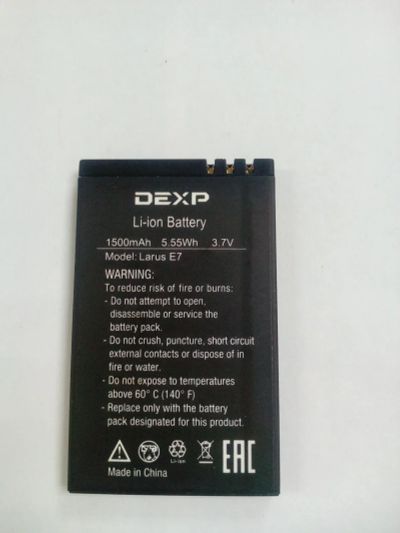 DEXP
Li-ion Battery
1500mAh 5.55Wh 3.7V
Model: Larus E7
WARNING:
To reduce risk of fire or burns:
- Do not attempt to open,
disassemble or service the
battery pack.
- Do not crush, puncture, short circuit
external contacts or dispose of in
fire or water.
- Do not expose to temperatures
above 60° C (140° F)
- Replace only with the battery
pack designated for this product.
Li-ion
EAC
Made in China